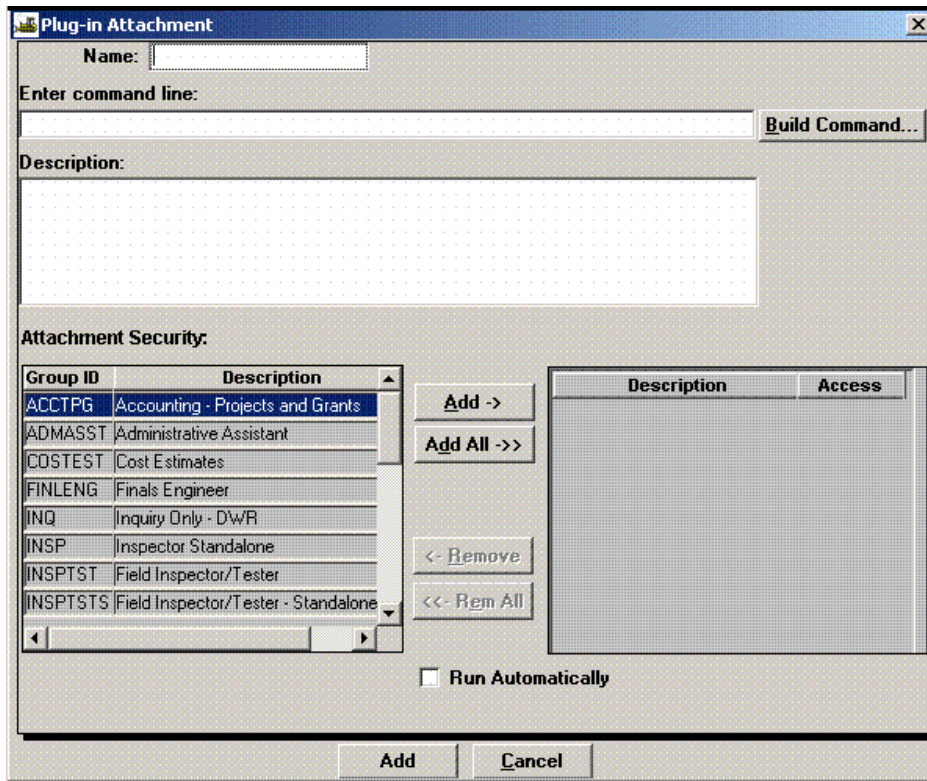 Plug-in Attachment
Name:
Enter command line:
Build Command...
Description:
Attachment Security:
Group ID Description
ACCTPG Accounting - Projects and Grants
ADMASST Administrative Assistant
COSTEST Cost Estimates
FINLENG Finals Engineer
INQ Inquiry Only - DWR
INSP Inspector Standalone
INSPTST Field Inspector/Tester
INSPTSTS Field Inspector/Tester - Standalone
Add ->
Add All ->>
<- Remove
<<- Rem All
Description Access
Run Automatically
Add Cancel